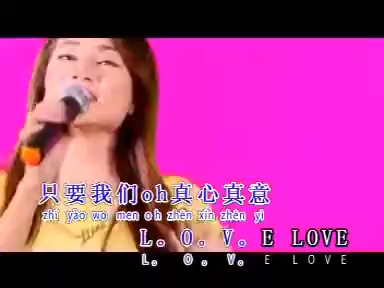 只要我们oh真心真意
zhǐ yào wǒ men oh zhēn xīn zhēn yì
L。O。V。E LOVE
L。O。V。E LOVE